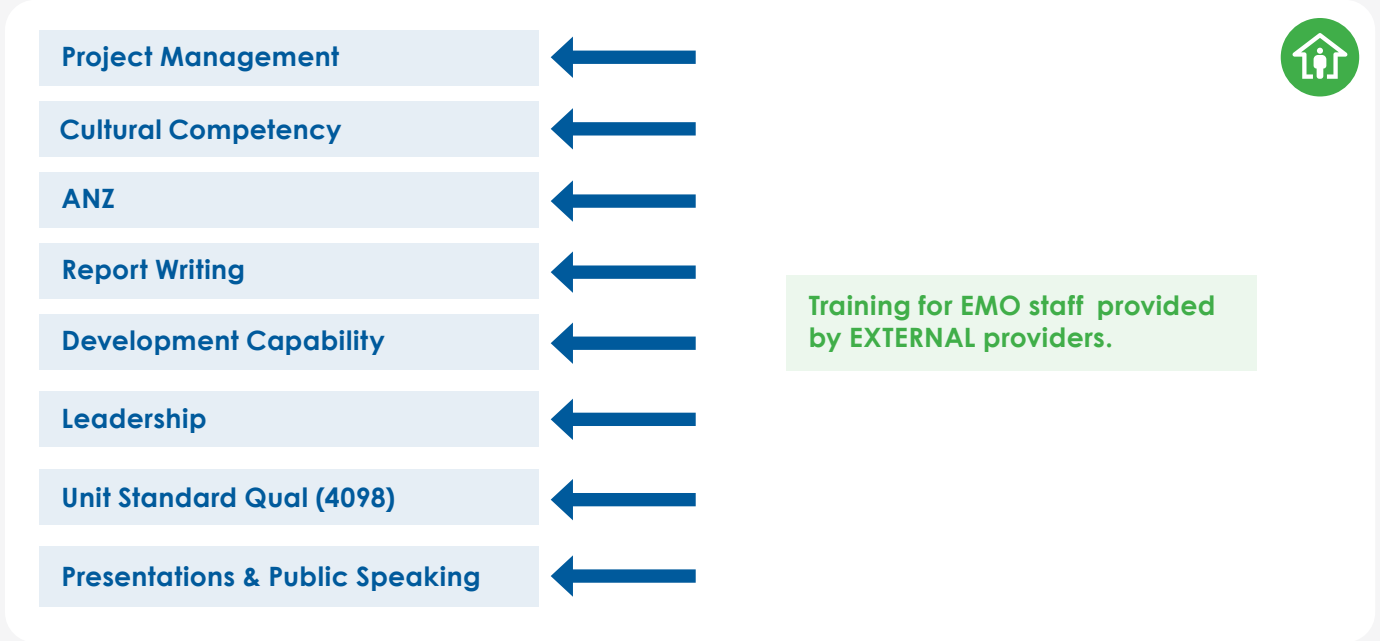 Project Management
Cultural Competency
ANZ
Report Writing
Development Capability
Leadership
Unit Standard Qual (4098)
Presentations & Public Speaking
Training for EMO staff  provided
by EXTERNAL providers.